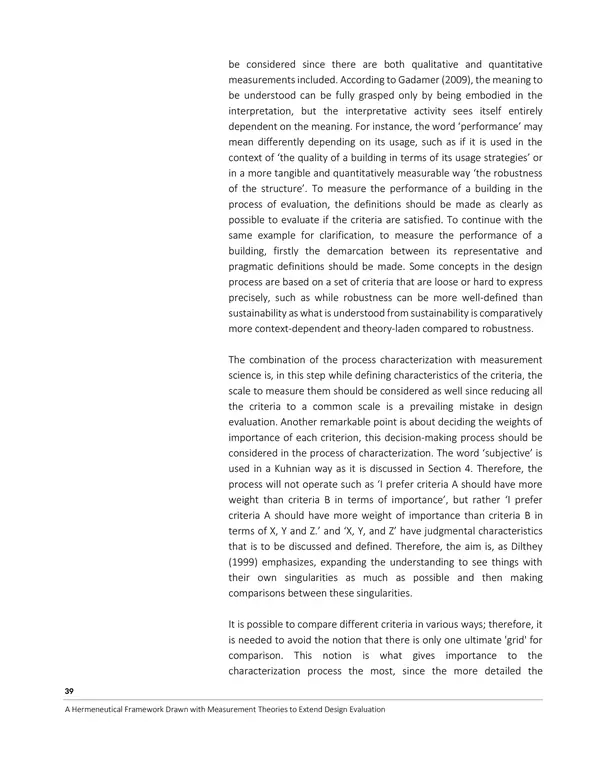 be considered since there are both qualitative and quantitative
measurements included. According to Gadamer (2009), the meaning to
be understood can be fully grasped only by being embodied in the
interpretation, but the interpretative activity sees itself entirely
dependent on the meaning. For instance, the word ‘performance’ may
mean differently depending on its usage, such as if it is used in the
context of ‘the quality of a building in terms of its usage strategies’ or
in a more tangible and quantitatively measurable way ‘the robustness
of the structure’. To measure the performance of a building in the
process of evaluation, the definitions should be made as clearly as
possible to evaluate if the criteria are satisfied. To continue with the
same example for clarification, to measure the performance of a
building, firstly the demarcation between its representative and
pragmatic definitions should be made. Some concepts in the design
process are based on a set of criteria that are loose or hard to express
precisely, such as while robustness can be more well-defined than
sustainability as what is understood from sustainability is comparatively
more context-dependent and theory-laden compared to robustness.

The combination of the process characterization with measurement
science is, in this step while defining characteristics of the criteria, the
scale to measure them should be considered as well since reducing all
the criteria to a common scale is a prevailing mistake in design
evaluation. Another remarkable point is about deciding the weights of
importance of each criterion, this decision-making process should be
considered in the process of characterization. The word ‘subjective’ is
used in a Kuhnian way as it is discussed in Section 4. Therefore, the
process will not operate such as ‘I prefer criteria A should have more
weight than criteria B in terms of importance’, but rather ‘I prefer
criteria A should have more weight of importance than criteria B in
terms of X, Y and Z.’ and ‘X, Y, and Z’ have judgmental characteristics
that is to be discussed and defined. Therefore, the aim is, as Dilthey
(1999) emphasizes, expanding the understanding to see things with
their own singularities as much as possible and then making
comparisons between these singularities.

It is possible to compare different criteria in various ways; therefore, it
is needed to avoid the notion that there is only one ultimate 'grid' for
comparison. This notion is what gives importance to the
characterization process the most, since the more detailed the
39
A Hermeneutical Framework Drawn with Measurement Theories to Extend Design Evaluation